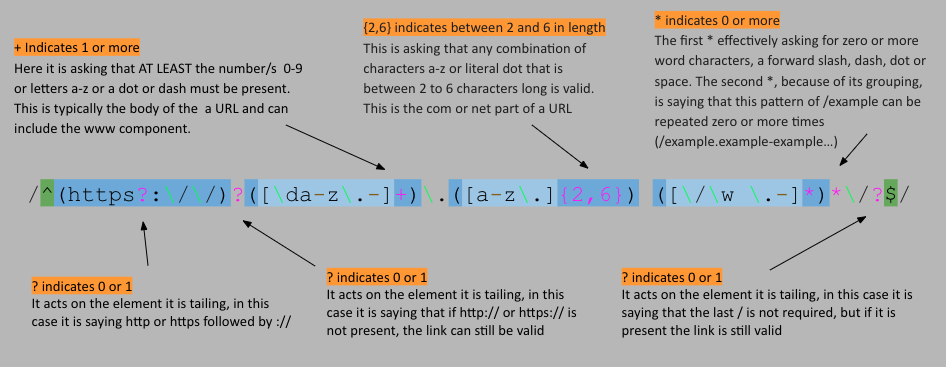 + Indicates 1 or more
Here it is asking that AT LEAST the number/s 0-9
or letters a-z or a dot or dash must be present.
This is typically the body of the a URL and can
include the www component.
{2,6} indicates between 2 and 6 in length
This is asking that any combination of
characters a-z or literal dot that is
between 2 to 6 characters long is valid.
This is the com or net part of a URL
* indicates 0 or more
The first * effectively asking for zero or more
word characters, a forward slash, dash, dot or
space. The second *, because of its grouping,
is saying that this pattern of /example can be
repeated zero or more times
(/example.example-example...)
/^(https?:\/\/)?([\da-z\.-]+)\.([a-z\.]{2,6}) ([\/\w \.-]*)*\/?$/
? indicates 0 or 1
It acts on the element it is tailing, in this
case it is saying http or https followed by ://
? indicates 0 or 1
It acts on the element it is tailing, in this
case it is saying that if http:// or https:// is
not present, the link can still be valid
? indicates 0 or 1
It acts on the element it is tailing, in this case it is
saying that the last / is not required, but if it is
present the link is still valid